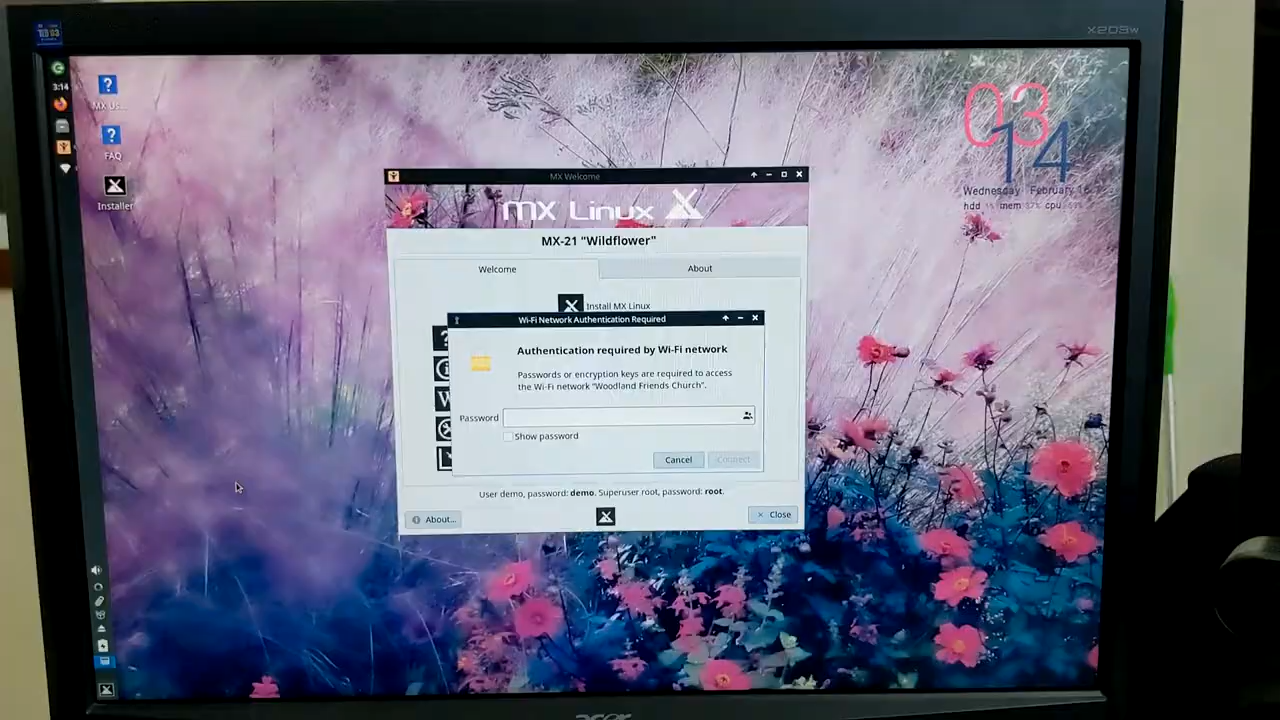 X203w
3:14
MX Us...
FAQ
Installer
03
14
Wednesday February 16
hdd mem cpu
MX Welcome
MX Linux
MX-21 "Wildflower"
Welcome
About
Install MX Linux
Wi-Fi Network Authentication Required
Authentication required by Wi-Fi network
Passwords or encryption keys are required to access
the Wi-Fi network "Woodland Friends Church".
Password
Show password
Cancel
Connect
User demo, password: demo. Superuser root, password: root.
About...
Close
acer